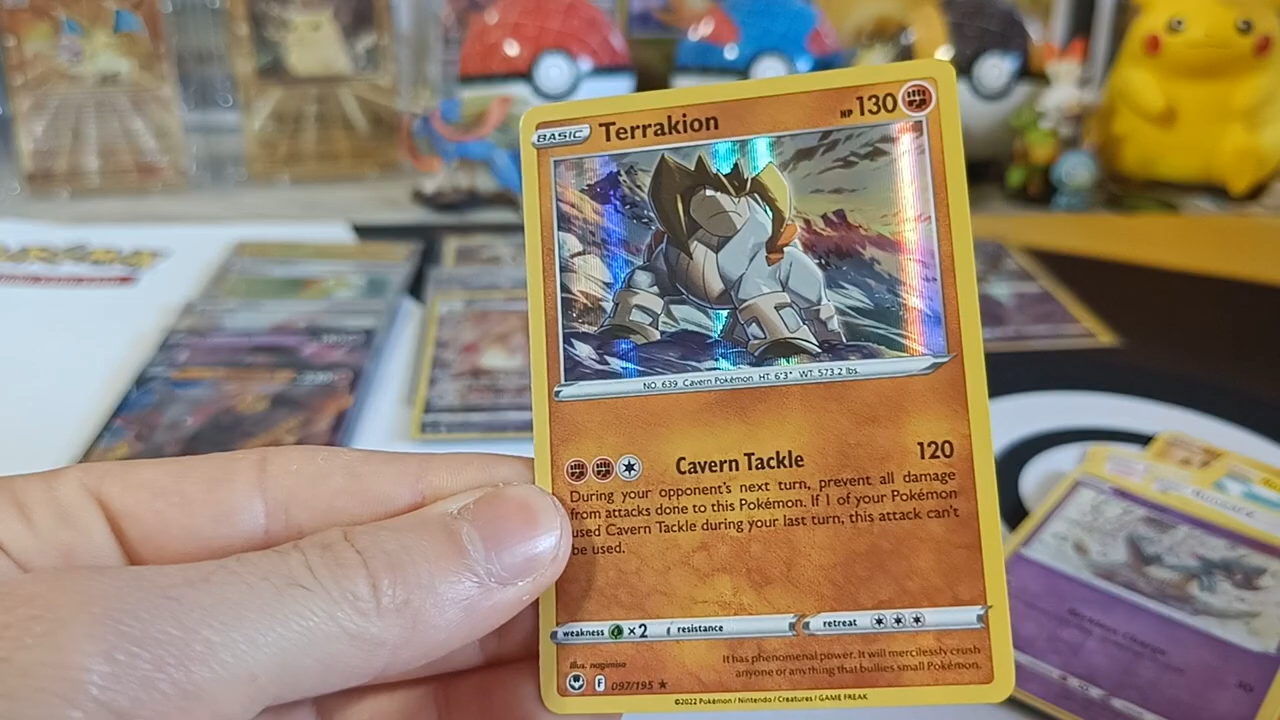 BASIC Terrakion HP 130
NO. 639 Cavern Pokémon HT. 6'3" WT. 573.2 lbs.
Cavern Tackle 120
During your opponent's next turn, prevent all damage
from attacks done to this Pokémon. If 1 of your Pokémon
used Cavern Tackle during your last turn, this attack can't
be used.
weakness ×2 resistance retreat
Illus. nagimiso
It has phenomenal power. It will mercilessly crush
anyone or anything that bullies small Pokémon.
F 097/195 ★
©2022 Pokémon / Nintendo / Creatures / GAME FREAK
30